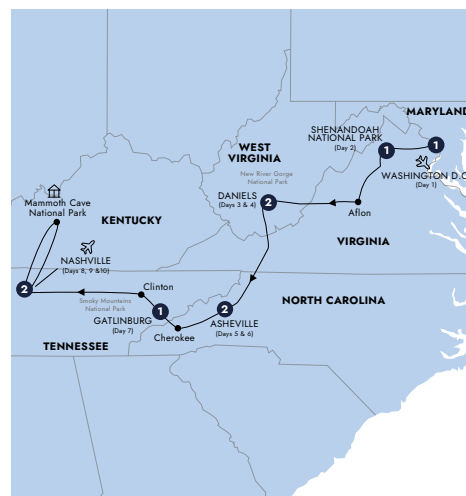 MARYLAND
SHENANDOAH
NATIONAL PARK
(Day 2)
1
1
WASHINGTON D.C
(Day 1)
WEST
VIRGINIA
New River Gorge
National Park
DANIELS
(Days 3 & 4)
2
Aflon
VIRGINIA
Mammoth Cave
National Park
KENTUCKY
NASHVILLE
(Days 8, 9 &10)
2
Clinton
Smoky Mountains
National Park
1
GATLINBURG
(Day 7)
Cherokee
2
ASHEVILLE
(Days 5 & 6)
NORTH CAROLINA
TENNESSEE